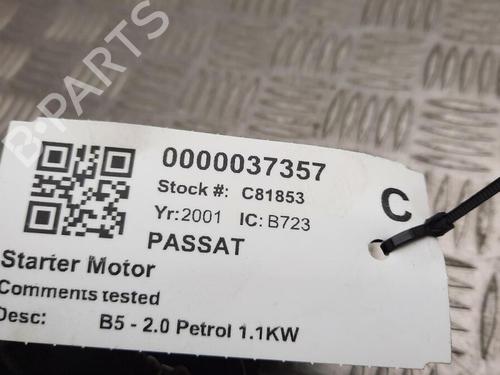 B-PARTS
0000037357
Stock #: C81853
Yr:2001 IC:B723
C
PASSAT
Starter Motor
Comments tested
Desc: B5 - 2.0 Petrol 1.1KW